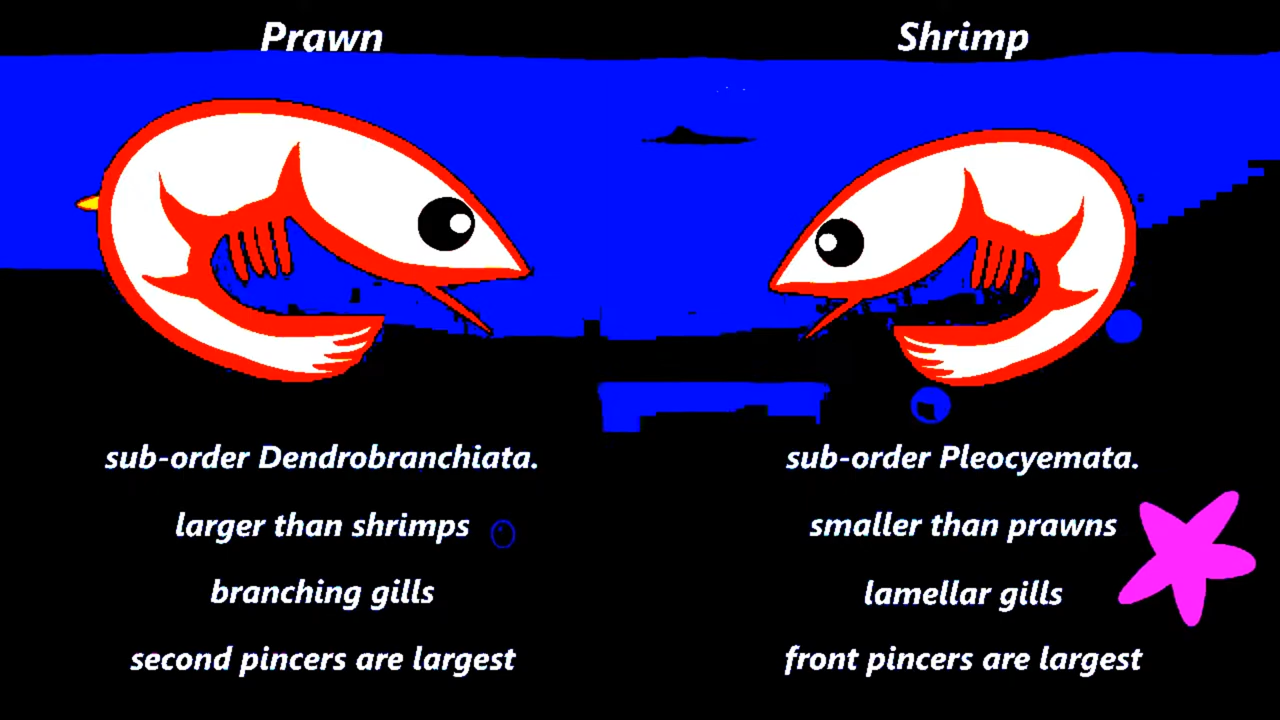 Prawn
Shrimp
sub-order Dendrobranchiata.
larger than shrimps
branching gills
second pincers are largest
sub-order Pleocyemata.
smaller than prawns
lamellar gills
front pincers are largest